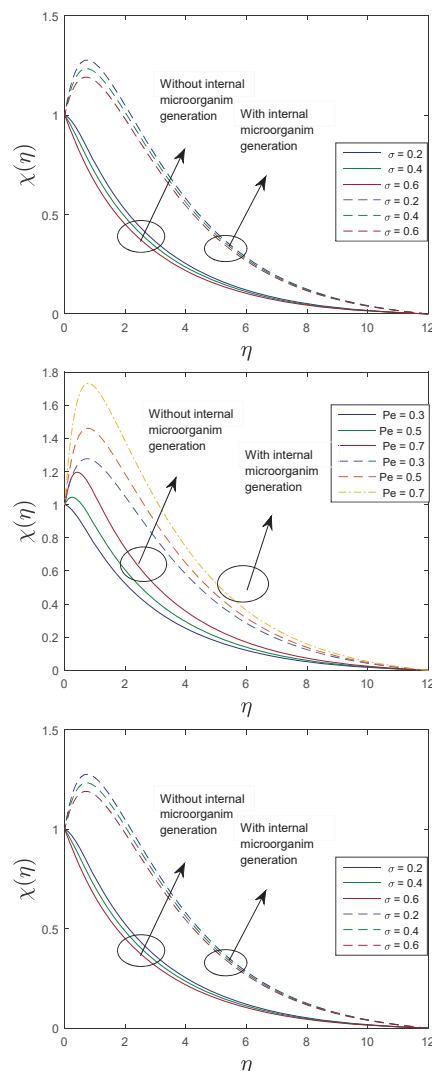 1.5
1
0.5
0
χ(η)
Without internal
microorganim
generation
With internal
microorganim
generation
σ = 0.2
σ = 0.4
σ = 0.6
σ = 0.2
σ = 0.4
σ = 0.6
0 2 4 6 8 10 12
η
1.8
1.6
1.4
1.2
1
0.8
0.6
0.4
0.2
0
χ(η)
Without internal
microorganim
generation
With internal
microorganim
generation
Pe = 0.3
Pe = 0.5
Pe = 0.7
Pe = 0.3
Pe = 0.5
Pe = 0.7
0 2 4 6 8 10 12
η
1.5
1
0.5
0
χ(η)
Without internal
microorganim
generation
With internal
microorganim
generation
σ = 0.2
σ = 0.4
σ = 0.6
σ = 0.2
σ = 0.4
σ = 0.6
0 2 4 6 8 10 12
η